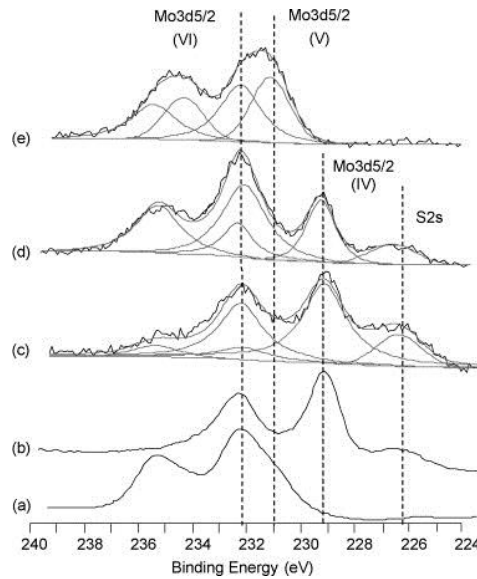 Mo3d5/2 Mo3d5/2
(VI) (V)
(e)
Mo3d5/2
(IV)
S2s
(d)
(c)
(b)
(a)
240 238 236 234 232 230 228 226 224
Binding Energy (eV)